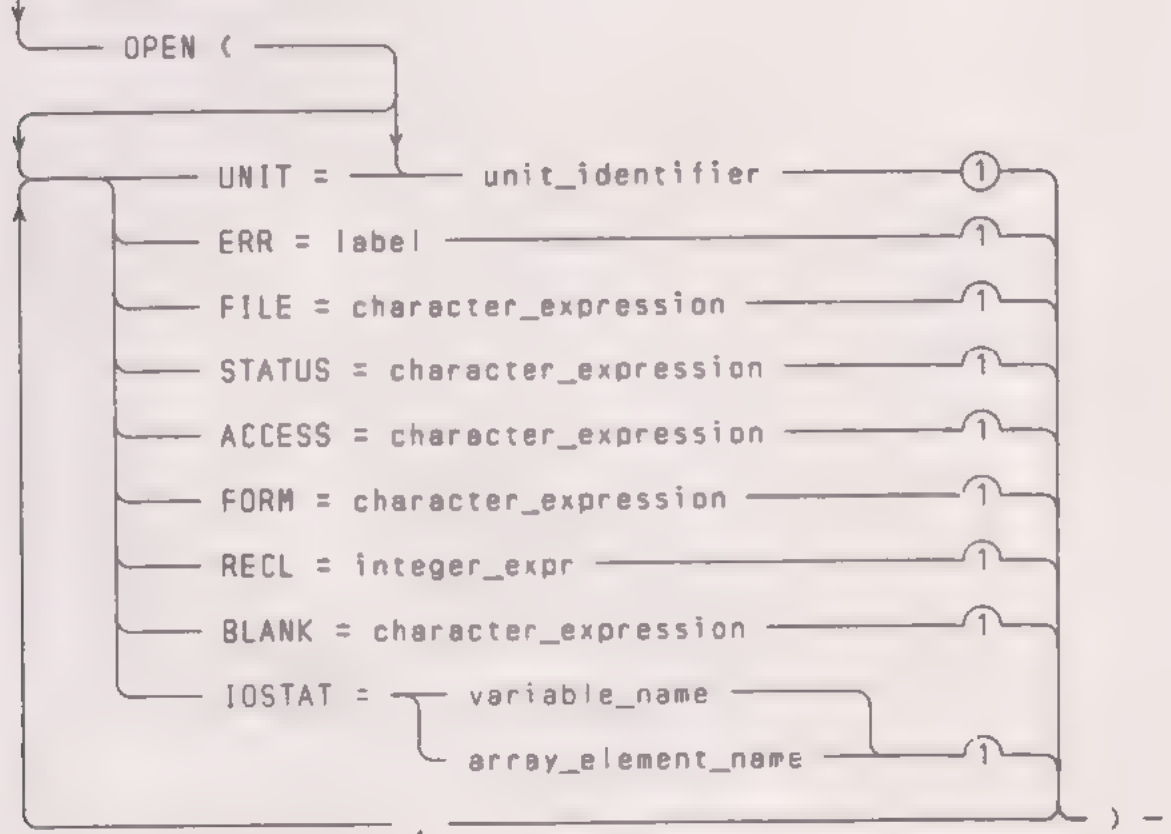 OPEN (
UNIT = unit_identifier 1
ERR = label 1
FILE = character_expression 1
STATUS = character_expression 1
ACCESS = character_expression 1
FORM = character_expression 1
RECL = integer_expr 1
BLANK = character_expression 1
IOSTAT = variable_name
array_element_name 1
, )